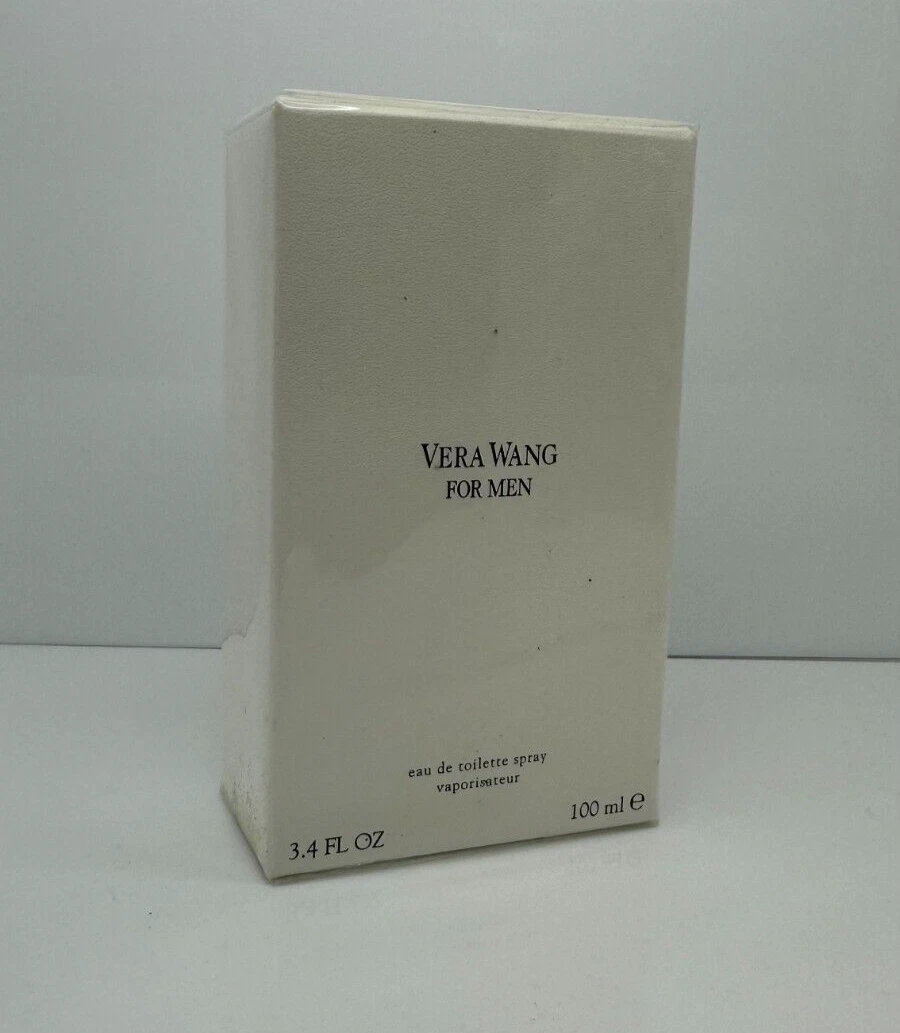 VERA WANG
FOR MEN
eau de toilette spray
vaporisateur
3.4 FL OZ
100 ml ℮